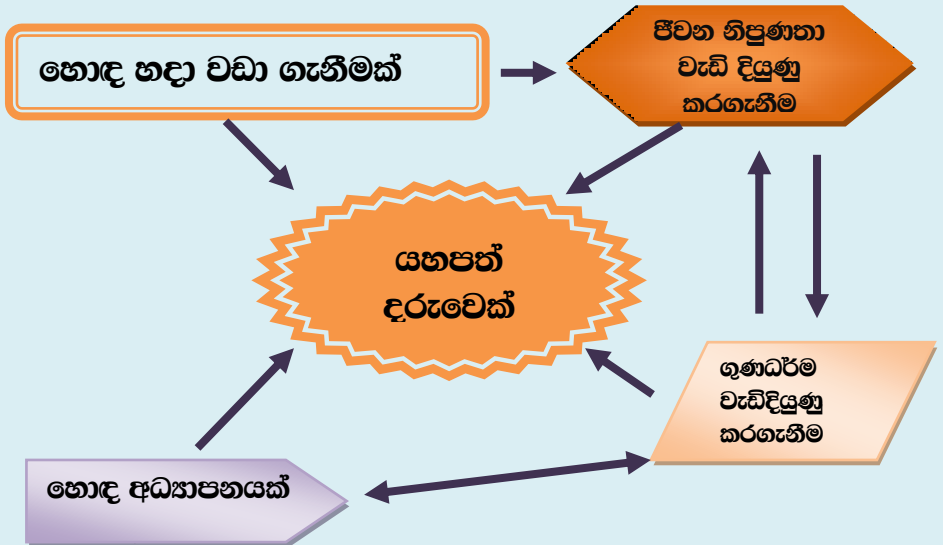 හොඳ හදා වඩා ගැනීමක්
ජීවන නිපුණතා
වැඩි දියුණු
කරගැනීම
යහපත්
දරුවෙක්
ගුණධර්ම
වැඩිදියුණු
කරගැනීම
හොඳ අධ්‍යාපනයක්